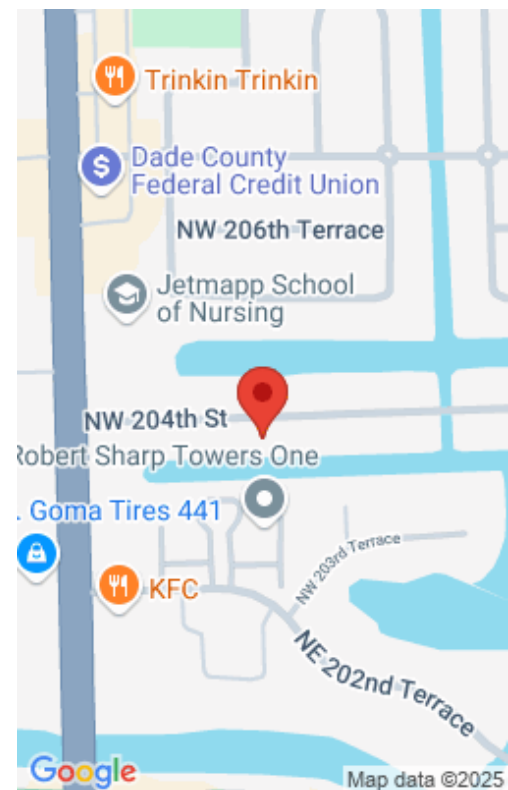 Trinkin Trinkin
Dade County
Federal Credit Union
NW 206th Terrace
Jetmapp School
of Nursing
NW 204th St
Robert Sharp Towers One
. Goma Tires 441
NW 203rd Terrace
KFC
NE 202nd Terrace
Google
Map data ©2025